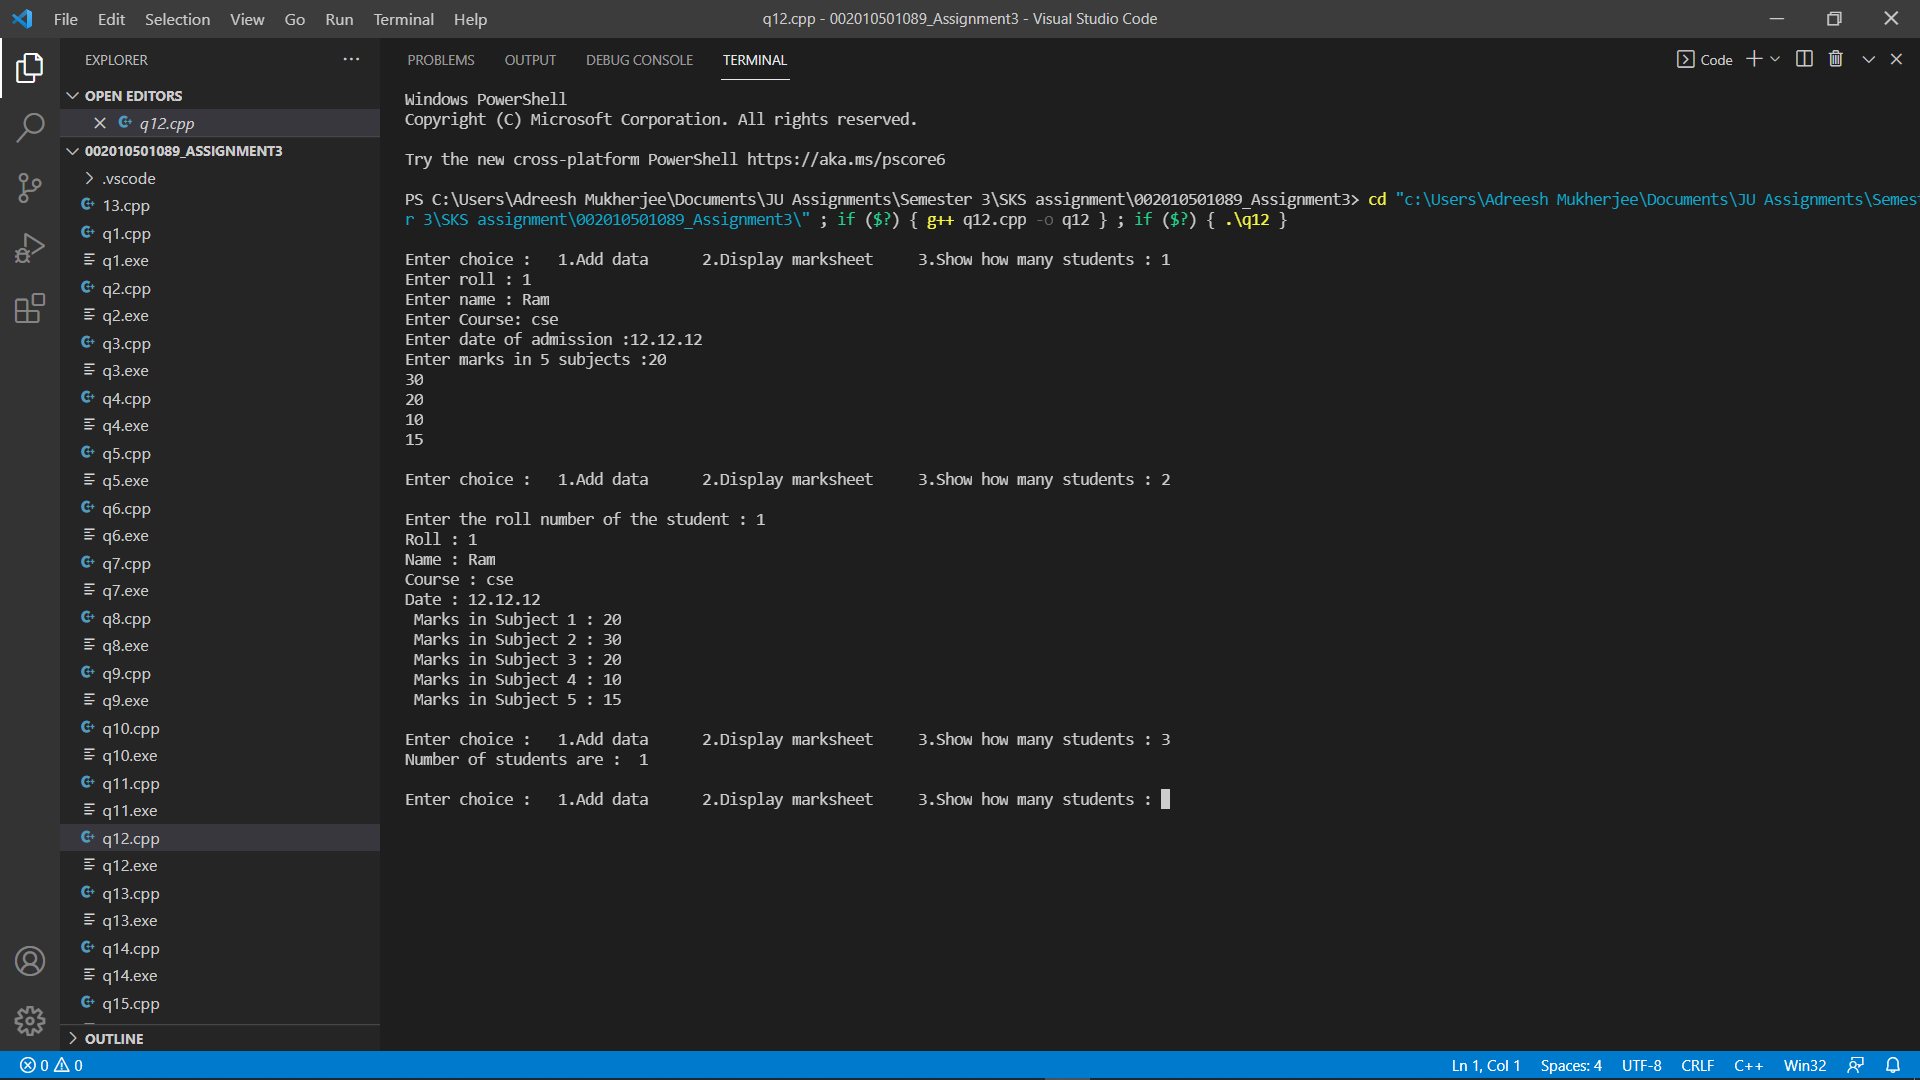 File Edit Selection View Go Run Terminal Help
q12.cpp - 002010501089_Assignment3 - Visual Studio Code
EXPLORER
OPEN EDITORS
q12.cpp
002010501089_ASSIGNMENT3
.vscode
13.cpp
q1.cpp
q1.exe
q2.cpp
q2.exe
q3.cpp
q3.exe
q4.cpp
q4.exe
q5.cpp
q5.exe
q6.cpp
q6.exe
q7.cpp
q7.exe
q8.cpp
q8.exe
q9.cpp
q9.exe
q10.cpp
q10.exe
q11.cpp
q11.exe
q12.cpp
q12.exe
q13.cpp
q13.exe
q14.cpp
q14.exe
q15.cpp
OUTLINE
PROBLEMS OUTPUT DEBUG CONSOLE TERMINAL
Code
Windows PowerShell
Copyright (C) Microsoft Corporation. All rights reserved.
Try the new cross-platform PowerShell https://aka.ms/pscore6
PS C:\Users\Adreesh Mukherjee\Documents\JU Assignments\Semester 3\SKS assignment\002010501089_Assignment3> cd "c:\Users\Adreesh Mukherjee\Documents\JU Assignments\Semest
r 3\SKS assignment\002010501089_Assignment3\" ; if ($?) { g++ q12.cpp -o q12 } ; if ($?) { .\q12 }
Enter choice :   1.Add data      2.Display marksheet     3.Show how many students : 1
Enter roll : 1
Enter name : Ram
Enter Course: cse
Enter date of admission :12.12.12
Enter marks in 5 subjects :20
30
20
10
15
Enter choice :   1.Add data      2.Display marksheet     3.Show how many students : 2
Enter the roll number of the student : 1
Roll : 1
Name : Ram
Course : cse
Date : 12.12.12
Marks in Subject 1 : 20
Marks in Subject 2 : 30
Marks in Subject 3 : 20
Marks in Subject 4 : 10
Marks in Subject 5 : 15
Enter choice :   1.Add data      2.Display marksheet     3.Show how many students : 3
Number of students are :  1
Enter choice :   1.Add data      2.Display marksheet     3.Show how many students :
0 0
Ln 1, Col 1 Spaces: 4 UTF-8 CRLF C++ Win32